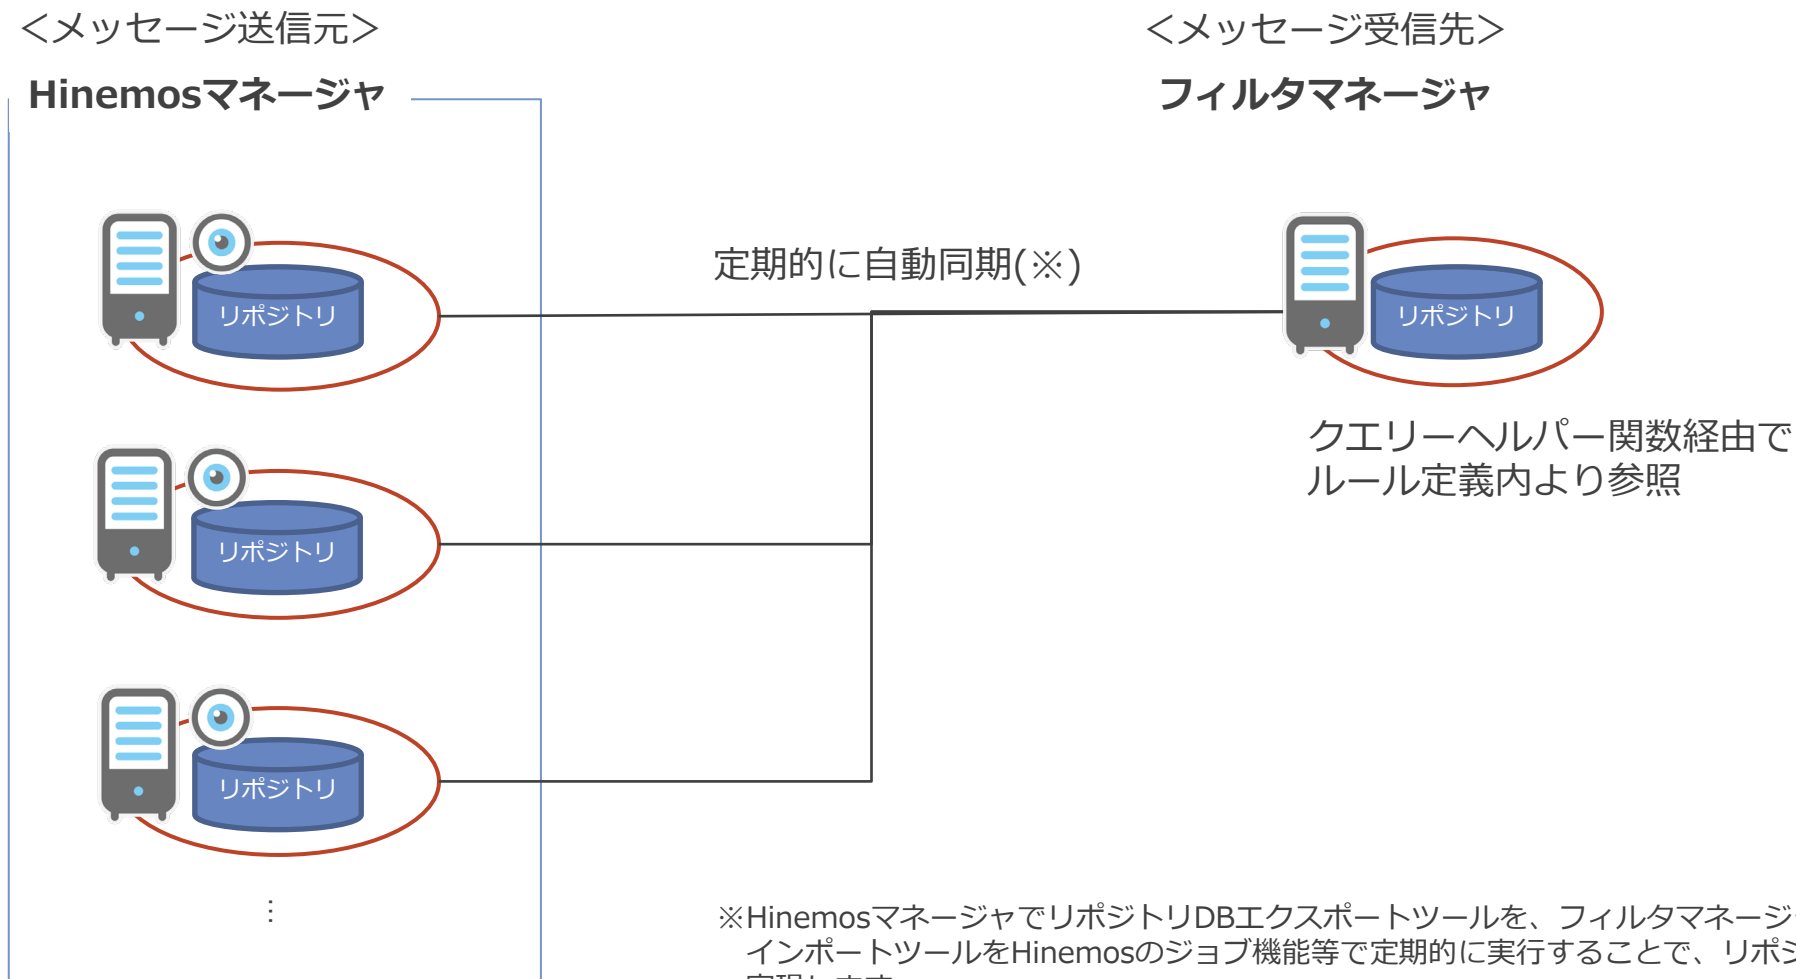 ＜メッセージ送信元＞
＜メッセージ受信先＞
Hinemosマネージャ
フィルタマネージャ
定期的に自動同期(※)
リポジトリ
リポジトリ
クエリーヘルパー関数経由で
ルール定義内より参照
リポジトリ
リポジトリ
…
※HinemosマネージャでリポジトリDBエクスポートツールを、フィルタマネージ
インポートツールをHinemosのジョブ機能等で定期的に実行することで、リポジ
実現します